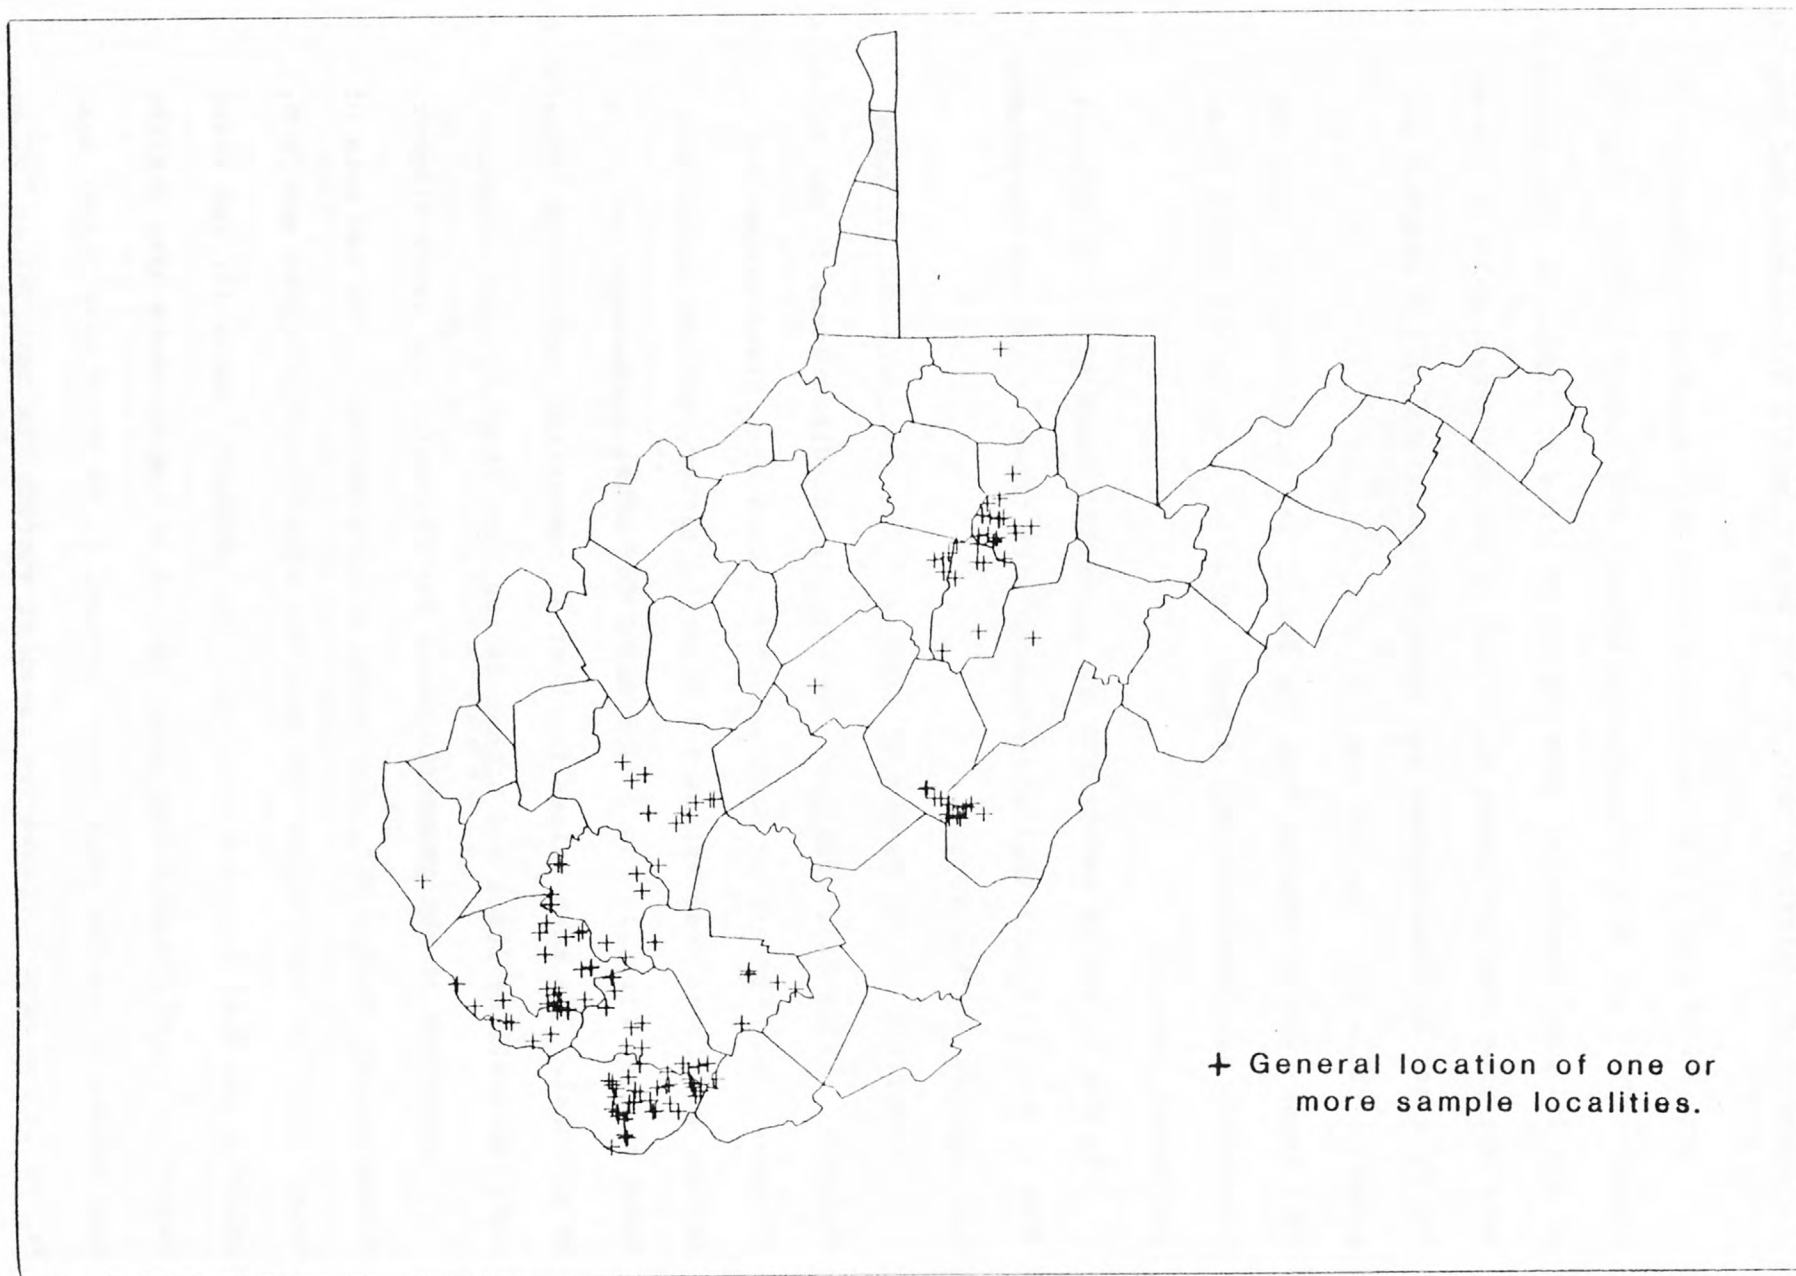 + General location of one or
more sample localities.